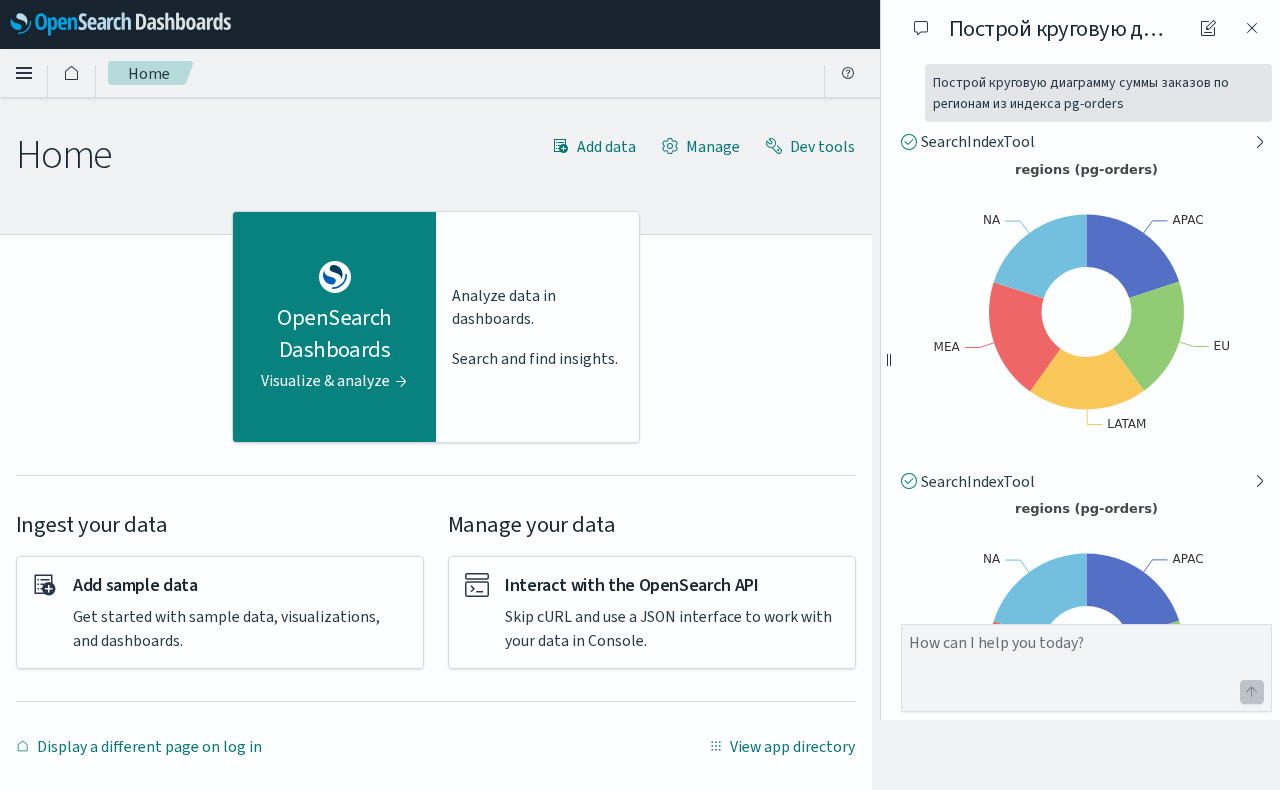 OpenSearch Dashboards
Home
Home
Add data
Manage
Dev tools
OpenSearch
Dashboards
Visualize & analyze
Analyze data in
dashboards.
Search and find insights.
Ingest your data
Add sample data
Get started with sample data, visualizations,
and dashboards.
Manage your data
Interact with the OpenSearch API
Skip cURL and use a JSON interface to work with
your data in Console.
Display a different page on log in
View app directory
Построй круговую д...
Построй круговую диаграмму суммы заказов по
регионам из индекса pg-orders
SearchIndexTool
regions (pg-orders)
NA
APAC
MEA
EU
LATAM
SearchIndexTool
regions (pg-orders)
NA
APAC
How can I help you today?